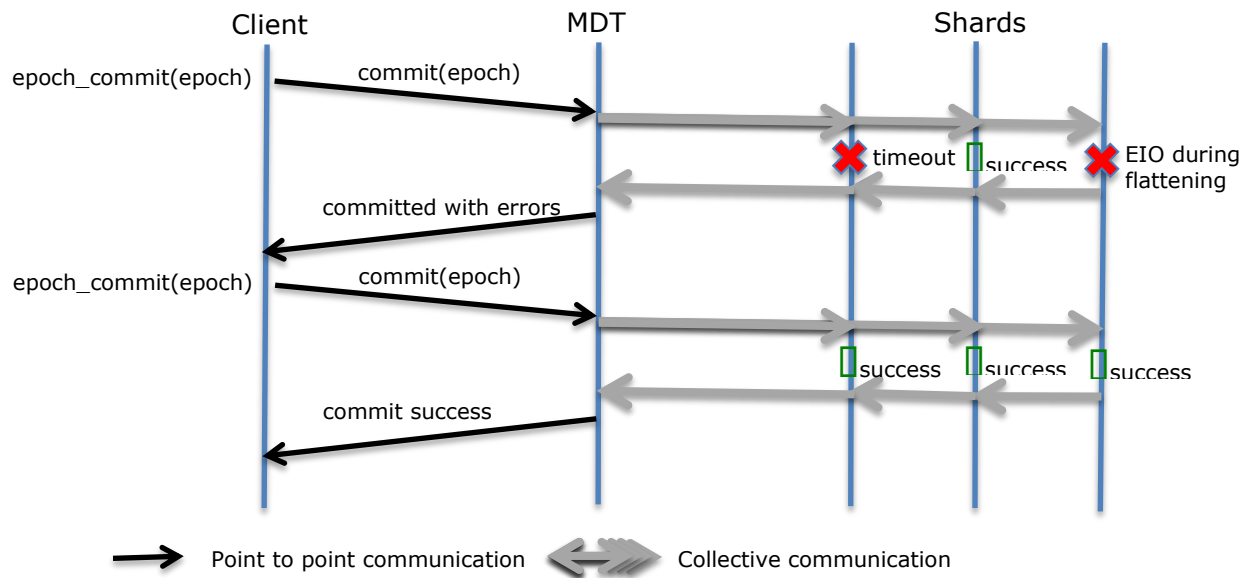 Client
MDT
Shards
epoch_commit(epoch)
commit(epoch)
timeout
success
EIO during
flattening
committed with errors
epoch_commit(epoch)
commit(epoch)
success
success
success
commit success
Point to point communication
Collective communication